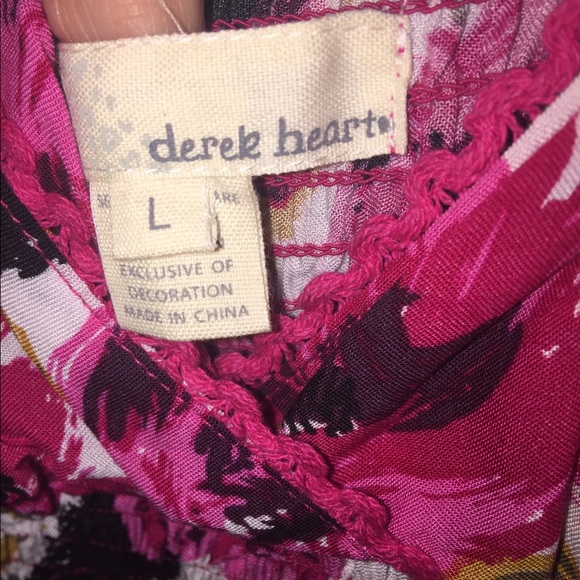 derek heart
L
EXCLUSIVE OF
DECORATION
MADE IN CHINA